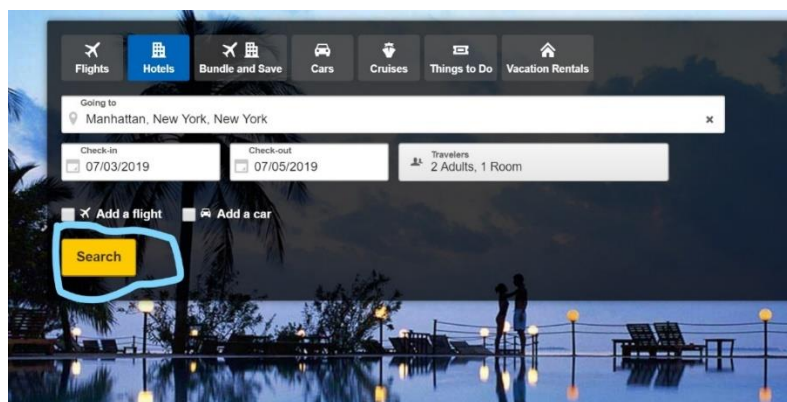 Flights Hotels Bundle and Save Cars Cruises Things to Do Vacation Rentals
Going to
Manhattan, New York, New York
Check-in Check-out Travelers
07/03/2019 07/05/2019 2 Adults, 1 Room
Add a flight Add a car
Search